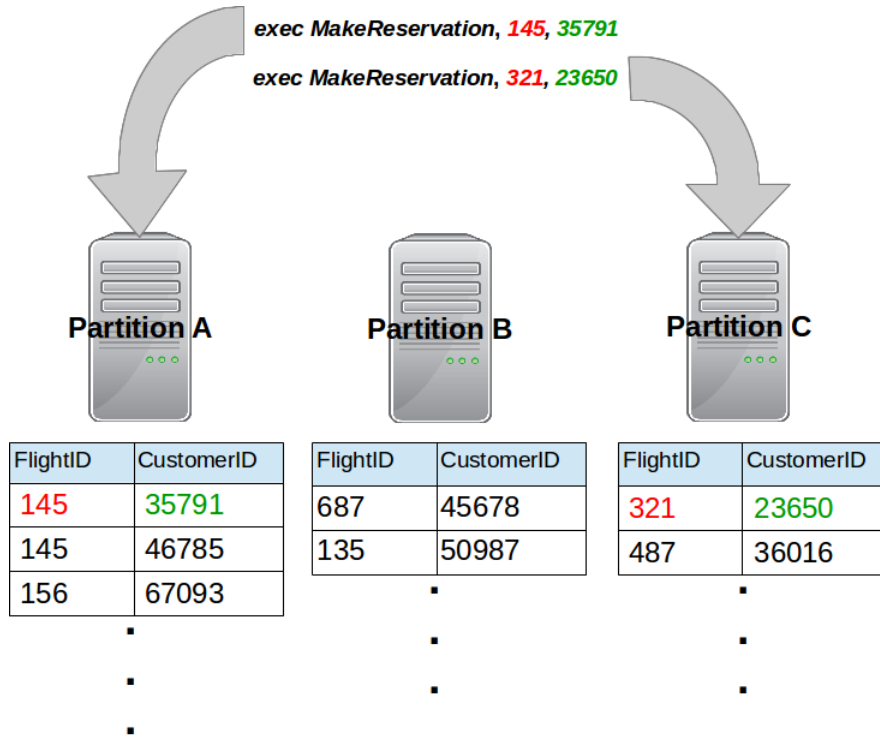 exec MakeReservation, 145, 35791
exec MakeReservation, 321, 23650
Partition A
Partition B
Partition C
FlightID CustomerID
145 35791
145 46785
156 67093
FlightID CustomerID
687 45678
135 50987
FlightID CustomerID
321 23650
487 36016